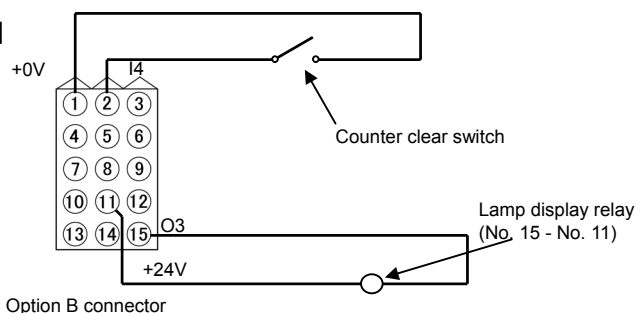 +0V
I4
1 2 3
4 5 6
7 8 9
10 11 12
13 14 15
Counter clear switch
O3
Lamp display relay
(No. 15 - No. 11)
+24V
Option B connector